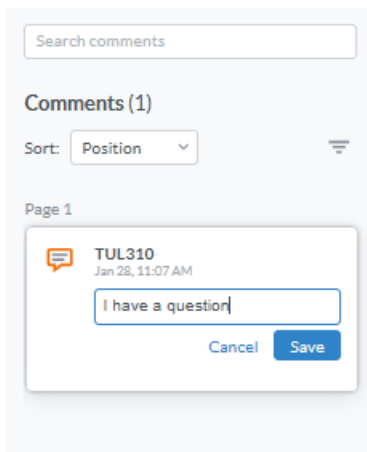 Search comments
Comments (1)
Sort: Position
Page 1
TUL310
Jan 28, 11:07 AM
I have a question
Cancel Save